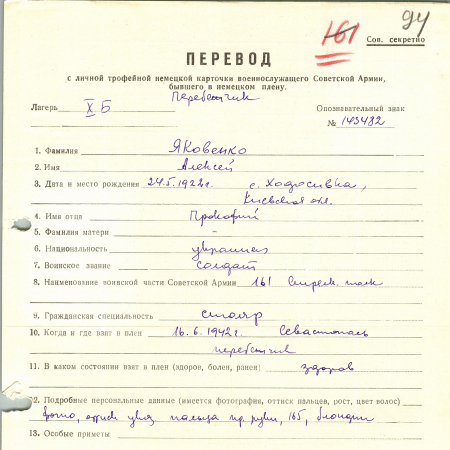 161 94
Сов. секретно
ПЕРЕВОД
с личной трофейной немецкой карточки военнослужащего Советской Армии,
бывшего в немецком плену.
перебежчик
Лагерь X Б Опознавательный знак
№ 143482
1. Фамилия Яковенко
2. Имя Алексей
3. Дата и место рождения 24.5.1922г. с. Ходосивка,
Киевская обл.
4. Имя отца Прокофий
5. Фамилия матери -
6. Национальность украинец
7. Воинское звание солдат
8. Наименование воинской части Советской Армии 161 стрелк. полк
9. Гражданская специальность столяр
10. Когда и где взят в плен 16.6.1942г. Севастополь
перебежчик
11. В каком состоянии взят в плен (здоров, болен, ранен) здоров
12. Подробные персональные данные (имеется фотография, оттиск пальцев, рост, цвет волос)
фото, оттиск указ. пальца пр. руки, 165, блондин
13. Особые приметы